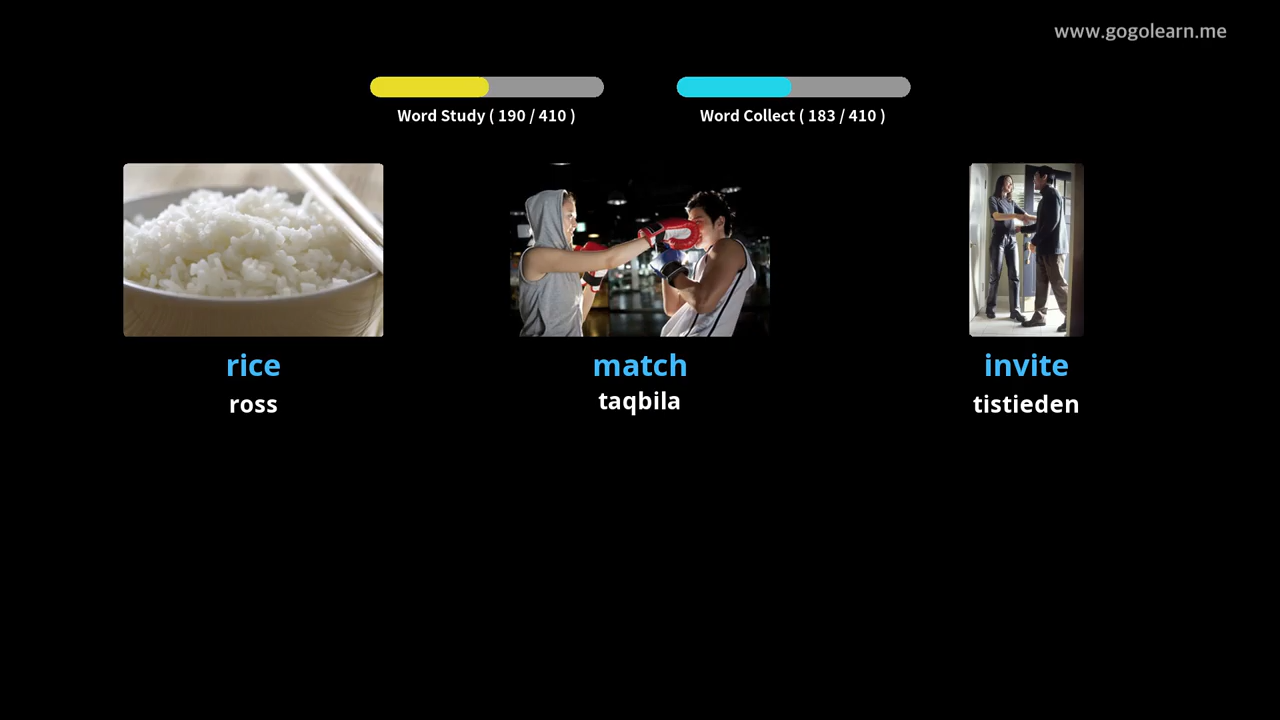 www.gogolearn.me
Word Study ( 190 / 410 )
Word Collect ( 183 / 410 )
rice
match
invite
ross
taqbila
tistieden